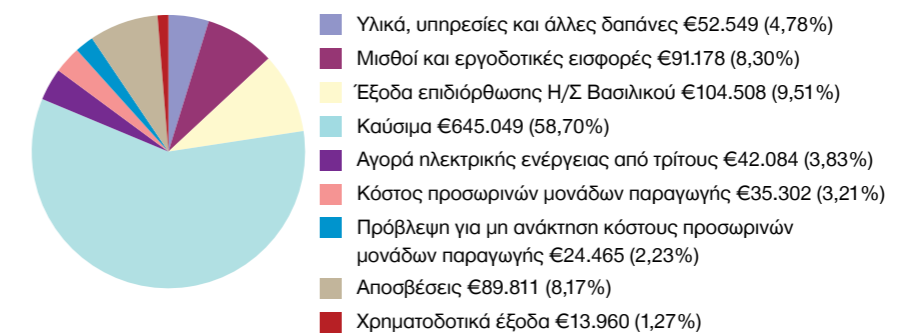 Υλικά, υπηρεσίες και άλλες δαπάνες €52.549 (4,78%)
Μισθοί και εργοδοτικές εισφορές €91.178 (8,30%)
Έξοδα επιδιόρθωσης Η/Σ Βασιλικού €104.508 (9,51%)
Καύσιμα €645.049 (58,70%)
Αγορά ηλεκτρικής ενέργειας από τρίτους €42.084 (3,83%)
Κόστος προσωρινών μονάδων παραγωγής €35.302 (3,21%)
Πρόβλεψη για μη ανάκτηση κόστους προσωρινών
μονάδων παραγωγής €24.465 (2,23%)
Αποσβέσεις €89.811 (8,17%)
Χρηματοδοτικά έξοδα €13.960 (1,27%)